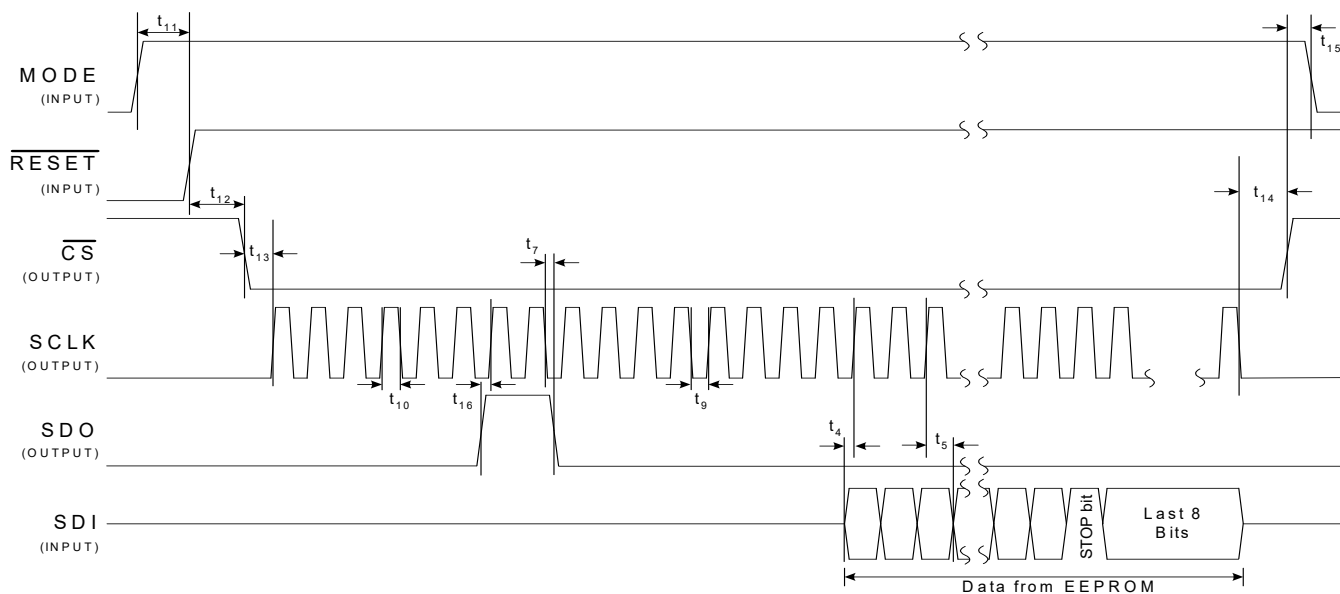 t11
t15
MODE
(INPUT)
RESET
(INPUT)
t12
t14
CS
(OUTPUT)
t13
t7
SCLK
(OUTPUT)
t10
t16
t9
SDO
(OUTPUT)
t4
t5
SDI
(INPUT)
STOP bit
Last 8
Bits
Data from EEPROM